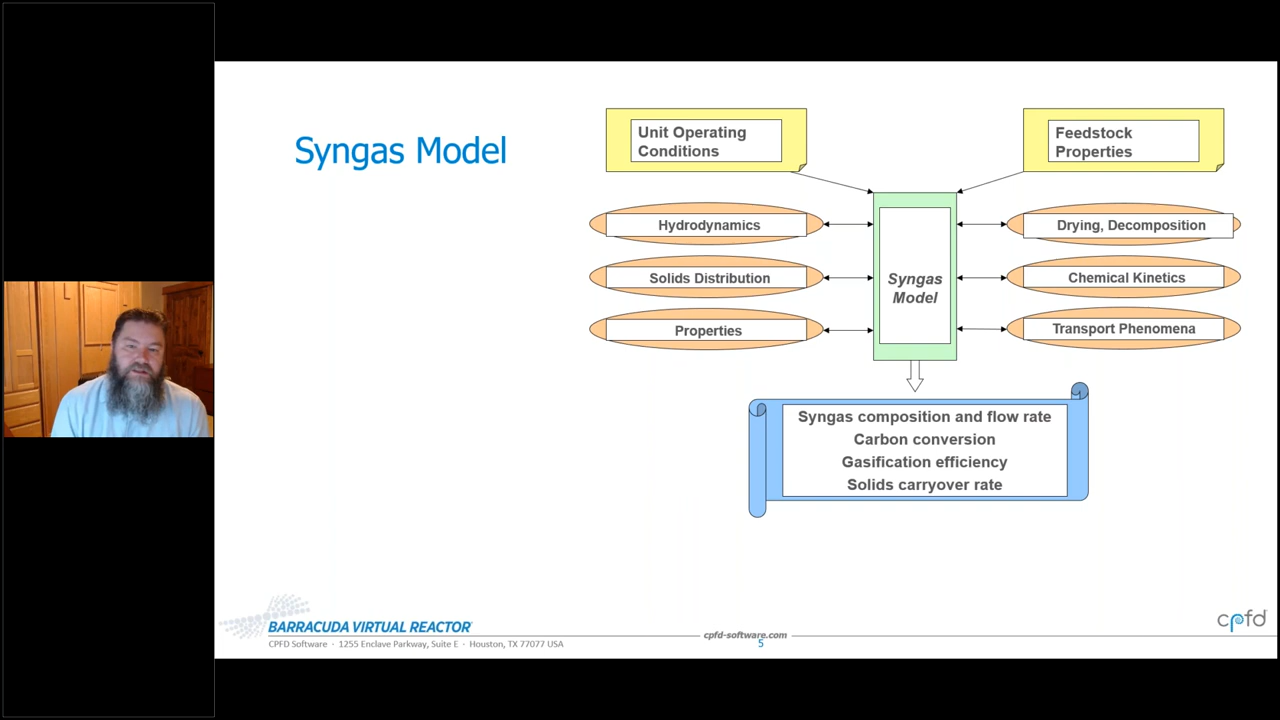 Syngas Model
Unit Operating
Conditions
Feedstock
Properties
Hydrodynamics
Drying, Decomposition
Solids Distribution
Syngas
Model
Chemical Kinetics
Properties
Transport Phenomena
Syngas composition and flow rate
Carbon conversion
Gasification efficiency
Solids carryover rate
BARRACUDA VIRTUAL REACTOR
CPFD Software · 1255 Enclave Parkway, Suite E · Houston, TX 77077 USA
cpfd-software.com
5
cpfd